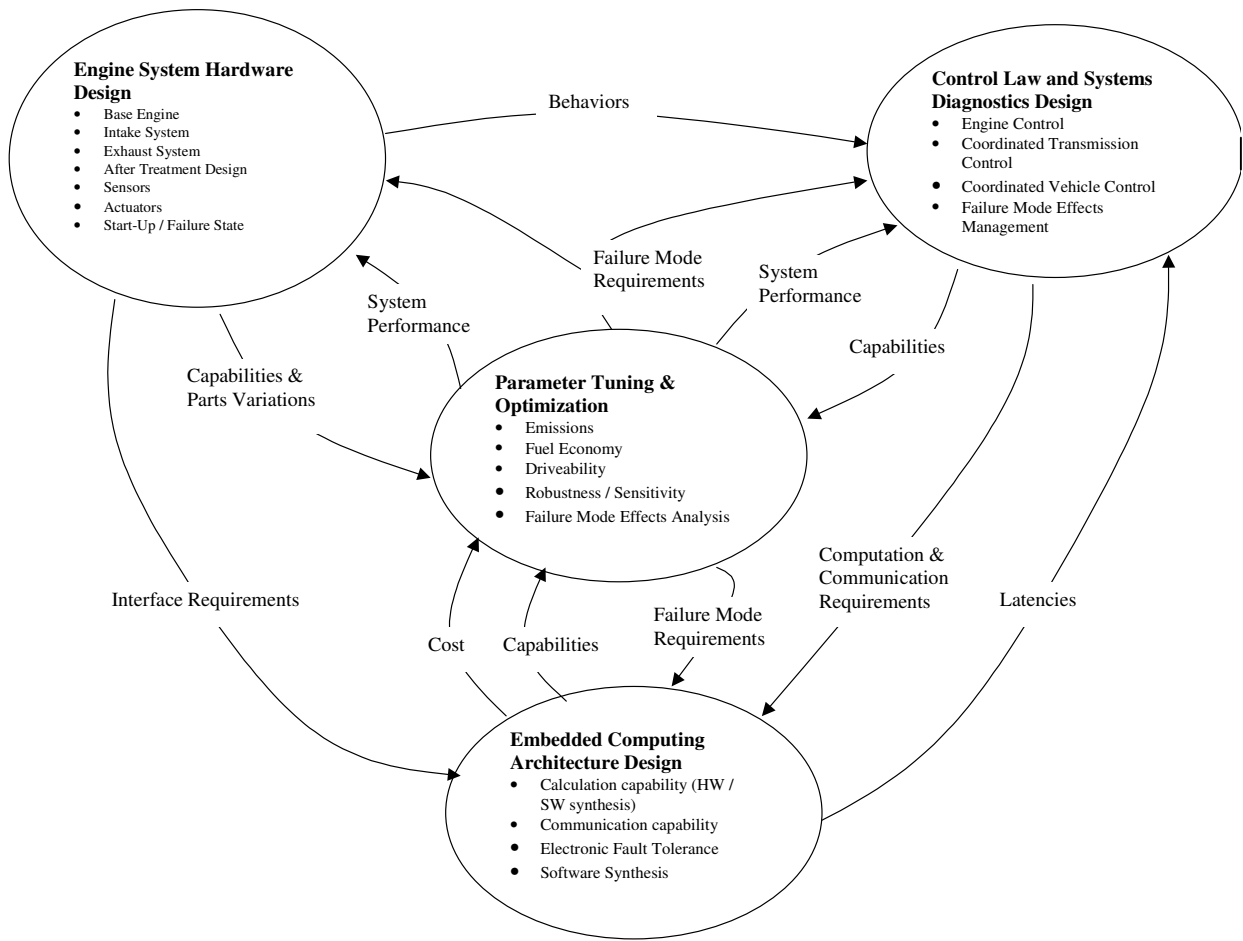 Engine System Hardware
Design
• Base Engine
• Intake System
• Exhaust System
• After Treatment Design
• Sensors
• Actuators
• Start-Up / Failure State
Behaviors
Control Law and Systems
Diagnostics Design
• Engine Control
• Coordinated Transmission
Control
• Coordinated Vehicle Control
• Failure Mode Effects
Management
Failure Mode
Requirements
System
Performance
System
Performance
Capabilities
Capabilities &
Parts Variations
Parameter Tuning &
Optimization
• Emissions
• Fuel Economy
• Driveability
• Robustness / Sensitivity
• Failure Mode Effects Analysis
Interface Requirements
Cost
Capabilities
Failure Mode
Requirements
Computation &
Communication
Requirements
Latencies
Embedded Computing
Architecture Design
• Calculation capability (HW /
SW synthesis)
• Communication capability
• Electronic Fault Tolerance
• Software Synthesis